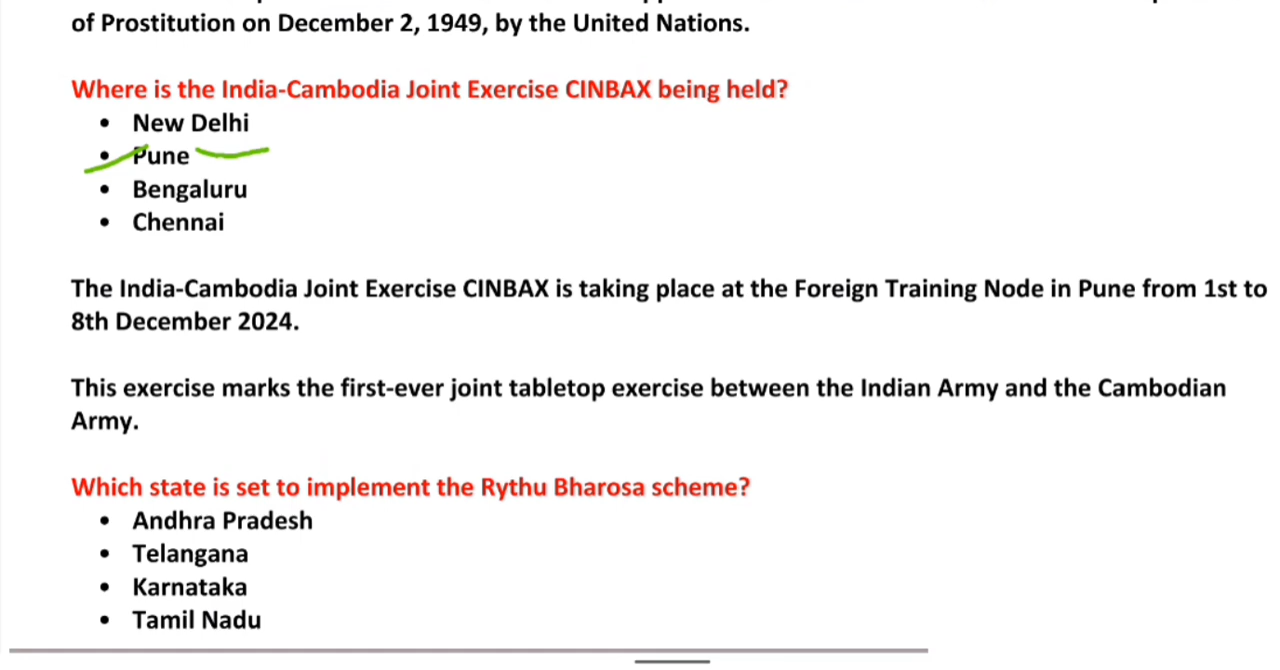 of Prostitution on December 2, 1949, by the United Nations.
Where is the India-Cambodia Joint Exercise CINBAX being held?
• New Delhi
• Pune
• Bengaluru
• Chennai
The India-Cambodia Joint Exercise CINBAX is taking place at the Foreign Training Node in Pune from 1st to
8th December 2024.
This exercise marks the first-ever joint tabletop exercise between the Indian Army and the Cambodian
Army.
Which state is set to implement the Rythu Bharosa scheme?
• Andhra Pradesh
• Telangana
• Karnataka
• Tamil Nadu